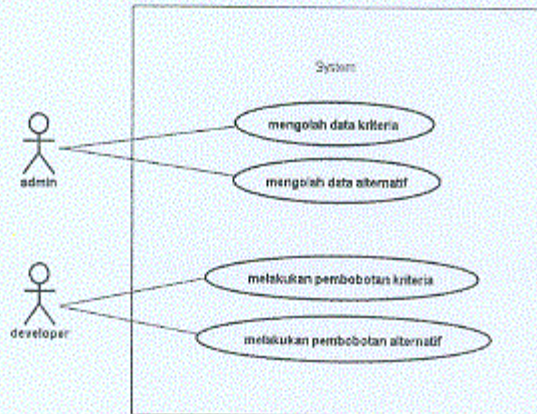 System
mengolah data kriteria
mengolah data alternatif
admin
melakukan pembobotan kriteria
developer
melakukan pembobotan alternatif